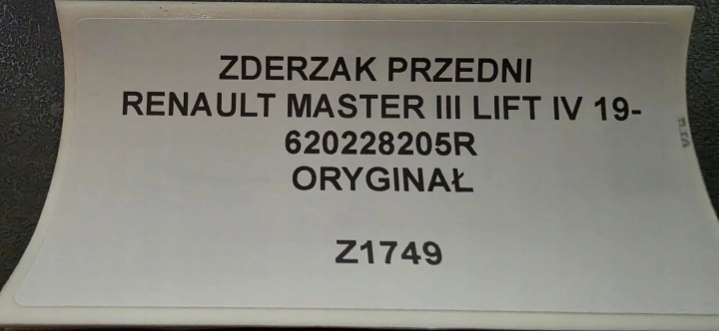 ZDERZAK PRZEDNI
RENAULT MASTER III LIFT IV 19-
620228205R
ORYGINAŁ
Z1749